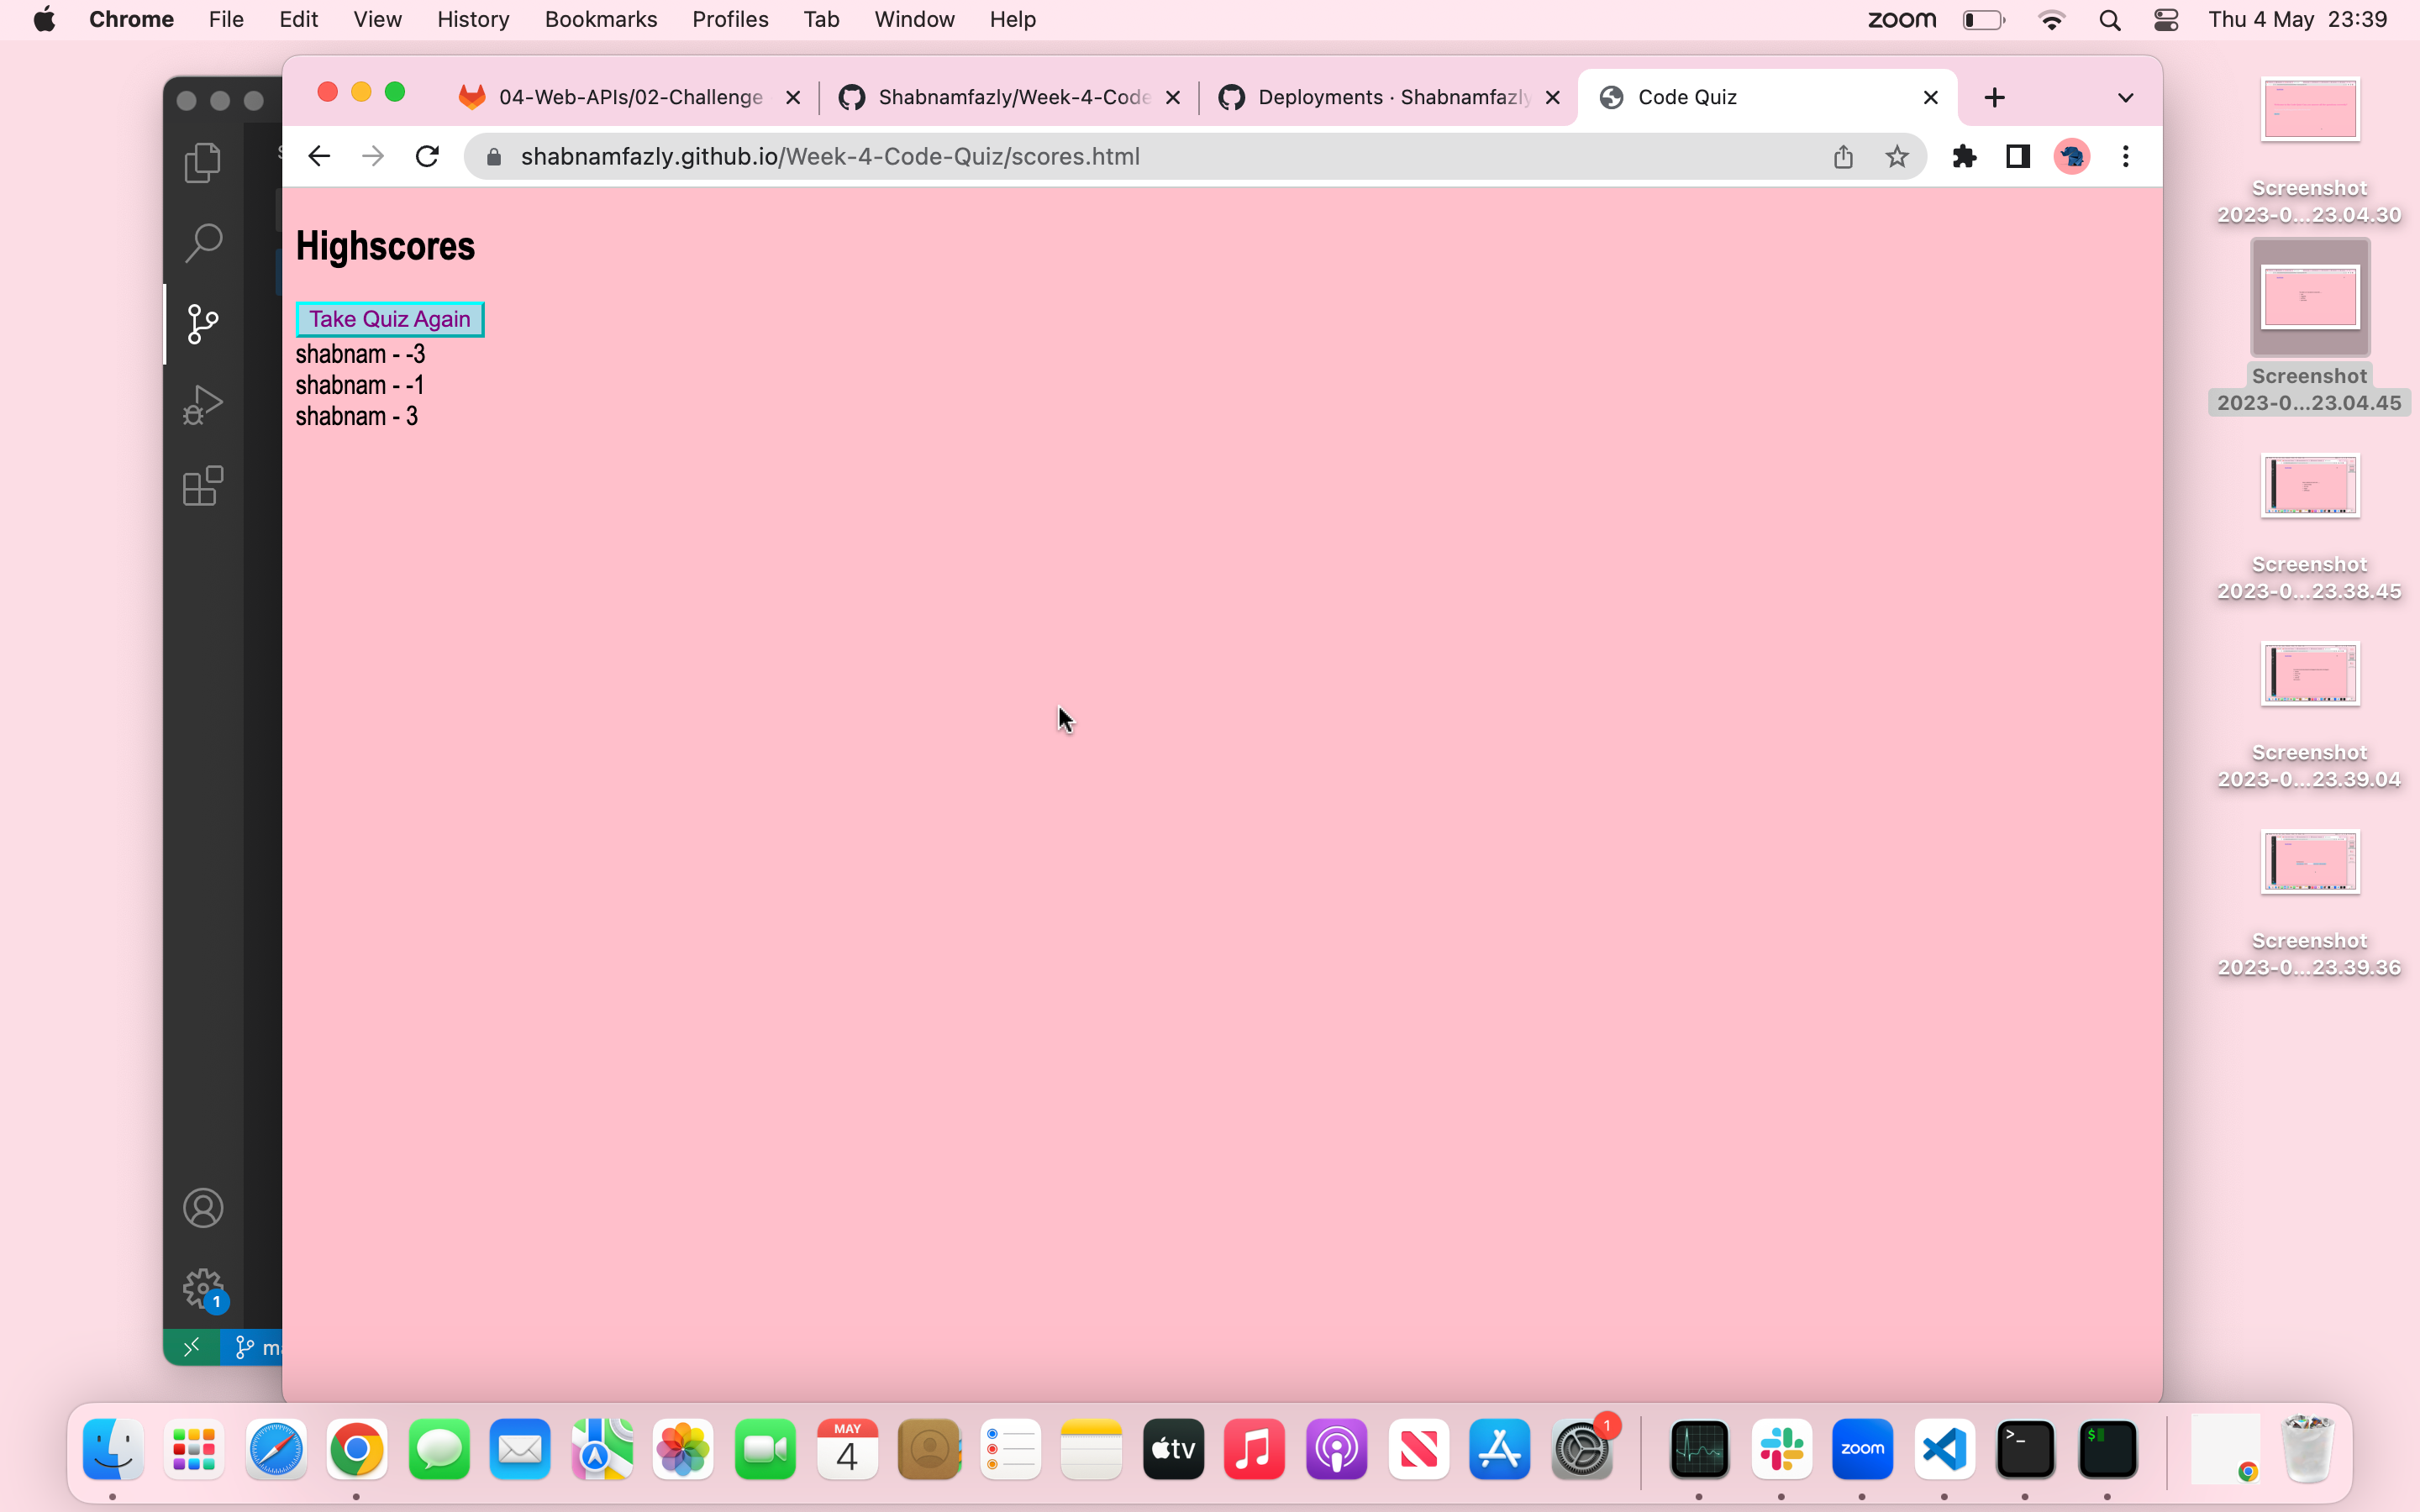 Chrome File Edit View History Bookmarks Profiles Tab Window Help zoom Thu 4 May 23:39
04-Web-APIs/02-Challenge Shabnamfazly/Week-4-Code Deployments · Shabnamfazly Code Quiz
shabnamfazly.github.io/Week-4-Code-Quiz/scores.html
Highscores
Take Quiz Again
shabnam - -3
shabnam - -1
shabnam - 3
Screenshot
2023-0...23.04.30
Screenshot
2023-0...23.04.45
Screenshot
2023-0...23.38.45
Screenshot
2023-0...23.39.04
Screenshot
2023-0...23.39.36
1
MAY
4
tv
1
zoom
>_
$